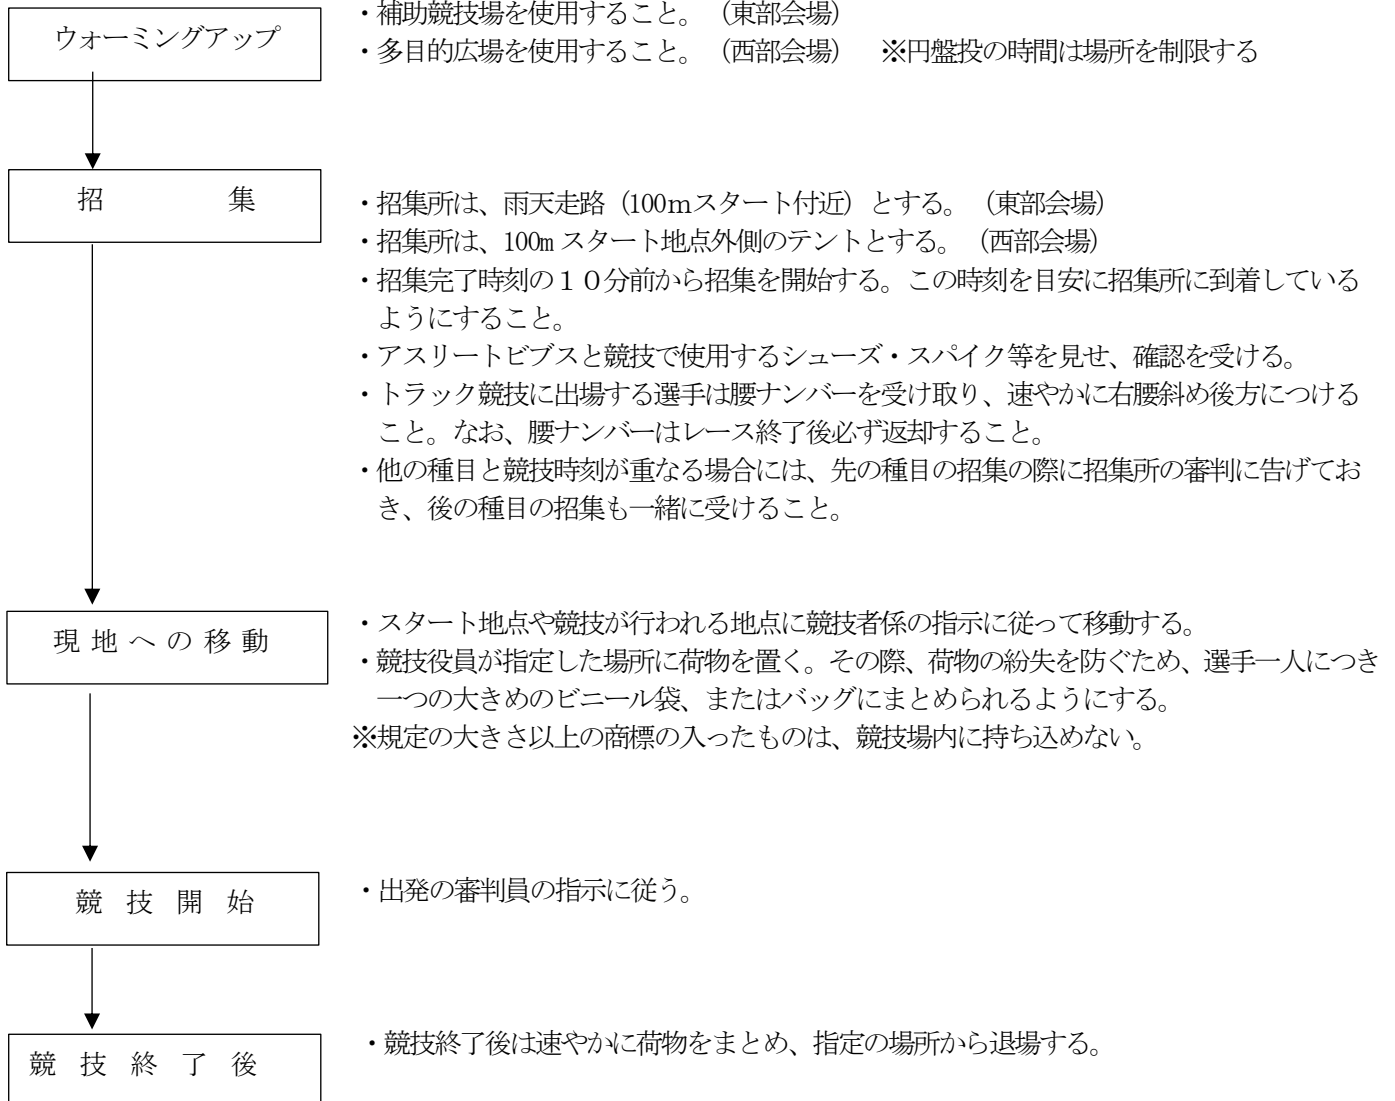 ウォーミングアップ
・補助競技場を使用すること。（東部会場）
・多目的広場を使用すること。（西部会場）　※円盤投の時間は場所を制限する
招　　　　集
・招集所は、雨天走路（100ｍスタート付近）とする。（東部会場）
・招集所は、100m スタート地点外側のテントとする。（西部会場）
・招集完了時刻の１０分前から招集を開始する。この時刻を目安に招集所に到着している
ようにすること。
・アスリートビブスと競技で使用するシューズ・スパイク等を見せ、確認を受ける。
・トラック競技に出場する選手は腰ナンバーを受け取り、速やかに右腰斜め後方につける
こと。なお、腰ナンバーはレース終了後必ず返却すること。
・他の種目と競技時刻が重なる場合には、先の種目の招集の際に招集所の審判に告げてお
き、後の種目の招集も一緒に受けること。
現 地 へ の 移 動
・スタート地点や競技が行われる地点に競技者係の指示に従って移動する。
・競技役員が指定した場所に荷物を置く。その際、荷物の紛失を防ぐため、選手一人につき
一つの大きめのビニール袋、またはバッグにまとめられるようにする。
※規定の大きさ以上の商標の入ったものは、競技場内に持ち込めない。
競　技　開　始
・出発の審判員の指示に従う。
競　技　終　了　後
・競技終了後は速やかに荷物をまとめ、指定の場所から退場する。